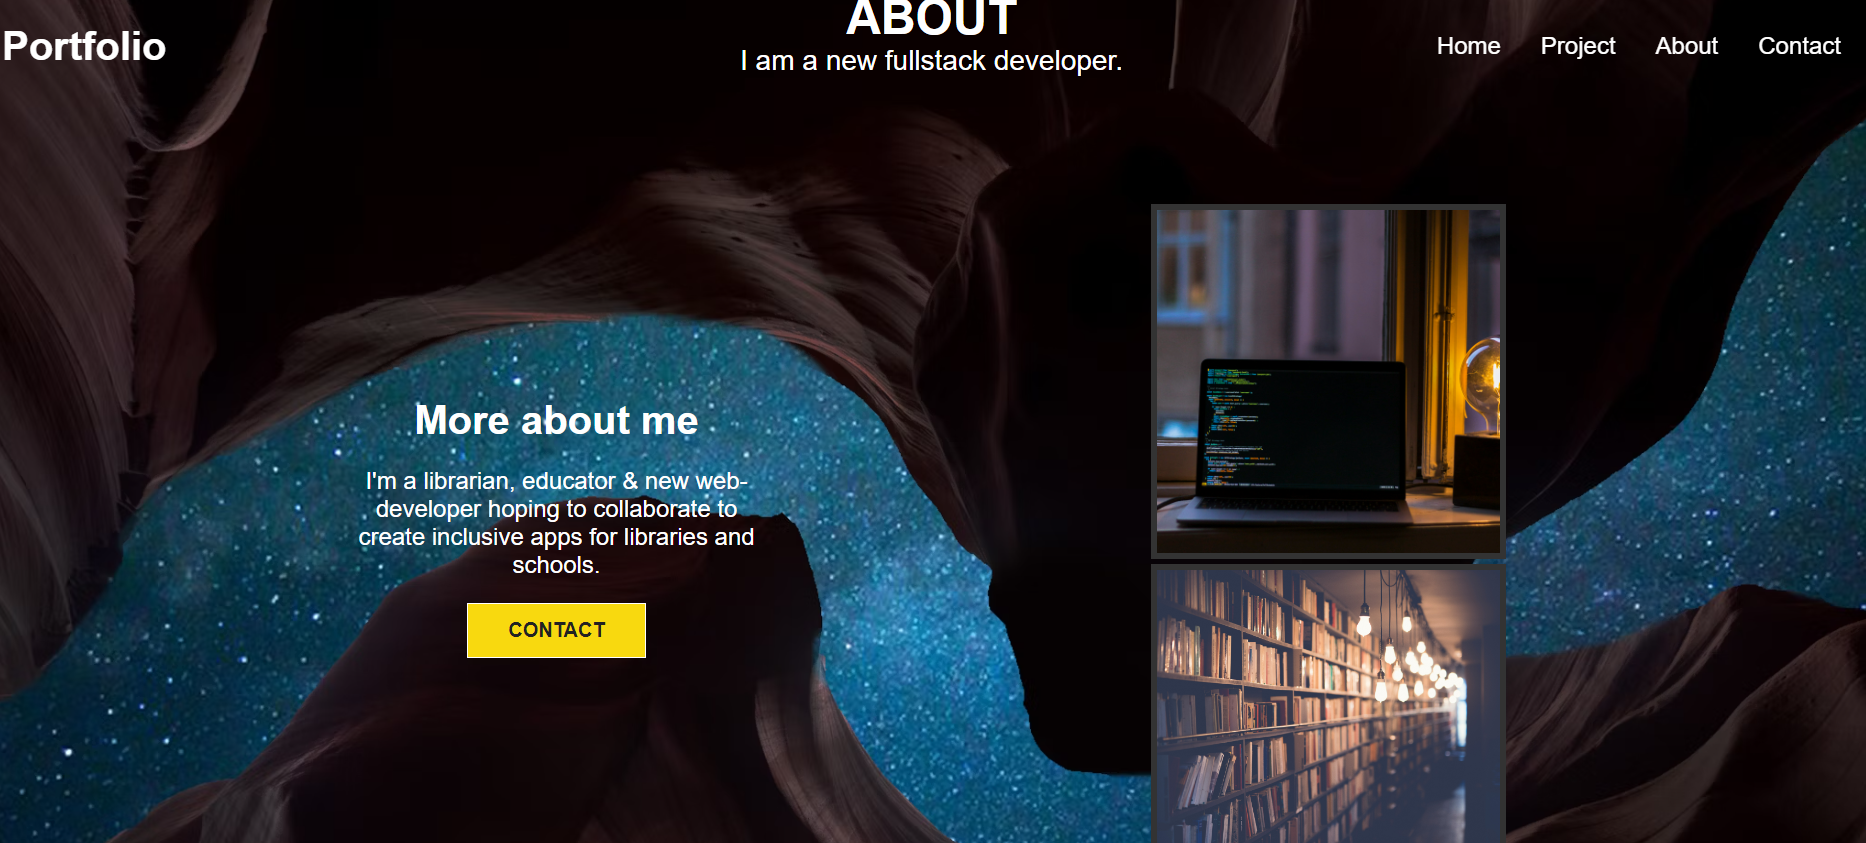 ABOUT
Portfolio
I am a new fullstack developer.
Home Project About Contact
More about me
I'm a librarian, educator & new web-
developer hoping to collaborate to
create inclusive apps for libraries and
schools.
CONTACT